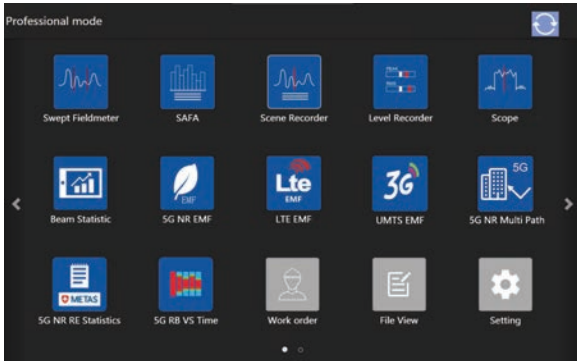 Professional mode
Swept Fieldmeter
SAFA
Scene Recorder
Level Recorder
Scope
EMF
Lte
EMF
3G
5G
Beam Statistic
5G NR EMF
LTE EMF
UMTS EMF
5G NR Multi Path
METAS
5G NR RE Statistics
5G RB VS Time
Work order
File View
Setting